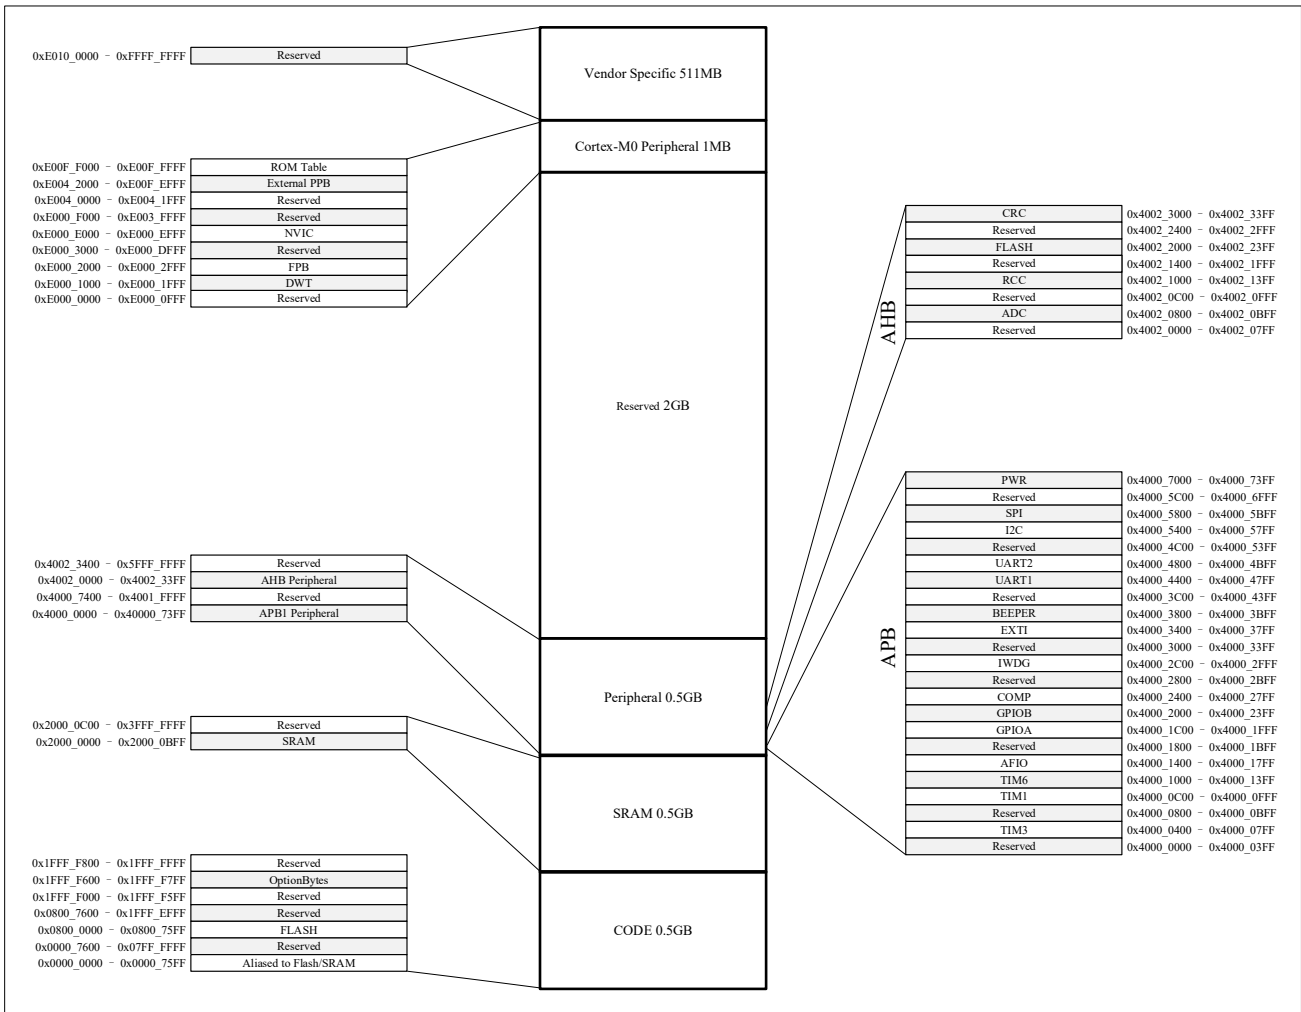 0xE010_0000 - 0xFFFF_FFFF Reserved
Vendor Specific 511MB
Cortex-M0 Peripheral 1MB
0xE00F_F000 - 0xE00F_FFFF ROM Table
0xE004_2000 - 0xE00F_EFFF External PPB
0xE004_0000 - 0xE004_1FFF Reserved
0xE000_F000 - 0xE003_FFFF Reserved
0xE000_E000 - 0xE000_EFFF NVIC
0xE000_3000 - 0xE000_DFFF Reserved
0xE000_2000 - 0xE000_2FFF FPB
0xE000_1000 - 0xE000_1FFF DWT
0xE000_0000 - 0xE000_0FFF Reserved
Reserved 2GB
AHB
CRC 0x4002_3000 - 0x4002_33FF
Reserved 0x4002_2400 - 0x4002_2FFF
FLASH 0x4002_2000 - 0x4002_23FF
Reserved 0x4002_1400 - 0x4002_1FFF
RCC 0x4002_1000 - 0x4002_13FF
Reserved 0x4002_0C00 - 0x4002_0FFF
ADC 0x4002_0800 - 0x4002_0BFF
Reserved 0x4002_0000 - 0x4002_07FF
0x4002_3400 - 0x5FFF_FFFF Reserved
0x4002_0000 - 0x4002_33FF AHB Peripheral
0x4000_7400 - 0x4001_FFFF Reserved
0x4000_0000 - 0x40000_73FF APB1 Peripheral
Peripheral 0.5GB
APB
PWR 0x4000_7000 - 0x4000_73FF
Reserved 0x4000_5C00 - 0x4000_6FFF
SPI 0x4000_5800 - 0x4000_5BFF
I2C 0x4000_5400 - 0x4000_57FF
Reserved 0x4000_4C00 - 0x4000_53FF
UART2 0x4000_4800 - 0x4000_4BFF
UART1 0x4000_4400 - 0x4000_47FF
Reserved 0x4000_3C00 - 0x4000_43FF
BEEPER 0x4000_3800 - 0x4000_3BFF
EXTI 0x4000_3400 - 0x4000_37FF
Reserved 0x4000_3000 - 0x4000_33FF
IWDG 0x4000_2C00 - 0x4000_2FFF
Reserved 0x4000_2800 - 0x4000_2BFF
COMP 0x4000_2400 - 0x4000_27FF
GPIOB 0x4000_2000 - 0x4000_23FF
GPIOA 0x4000_1C00 - 0x4000_1FFF
Reserved 0x4000_1800 - 0x4000_1BFF
AFIO 0x4000_1400 - 0x4000_17FF
TIM6 0x4000_1000 - 0x4000_13FF
TIM1 0x4000_0C00 - 0x4000_0FFF
Reserved 0x4000_0800 - 0x4000_0BFF
TIM3 0x4000_0400 - 0x4000_07FF
Reserved 0x4000_0000 - 0x4000_03FF
0x2000_0C00 - 0x3FFF_FFFF Reserved
0x2000_0000 - 0x2000_0BFF SRAM
SRAM 0.5GB
0x1FFF_F800 - 0x1FFF_FFFF Reserved
0x1FFF_F600 - 0x1FFF_F7FF OptionBytes
0x1FFF_F000 - 0x1FFF_F5FF Reserved
0x0800_7600 - 0x1FFF_EFFF Reserved
0x0800_0000 - 0x0800_75FF FLASH
0x0000_7600 - 0x07FF_FFFF Reserved
0x0000_0000 - 0x0000_75FF Aliased to Flash/SRAM
CODE 0.5GB